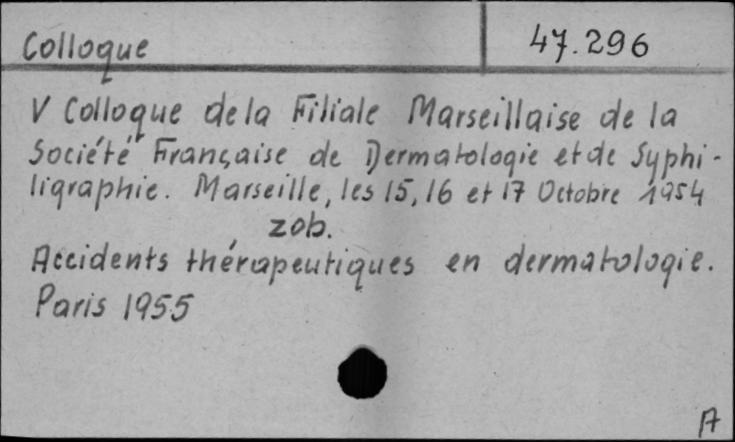 Colloque 47.296
V Colloque de la Filiale Marseillaise de la
Société Française de Dermatologie et de Syphi-
ligraphie. Marseille, les 15, 16 et 17 Octobre 1954
zob.
Accidents thérapeutiques en dermatologie.
Paris 1955
A